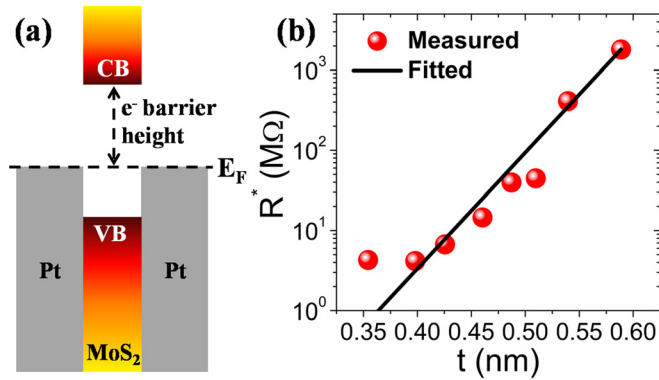 (a)
CB
e⁻ barrier
height
E_F
VB
Pt
Pt
MoS₂
(b)
Measured
Fitted
R* (MΩ)
10³
10²
10¹
10⁰
0.35 0.40 0.45 0.50 0.55 0.60
t (nm)